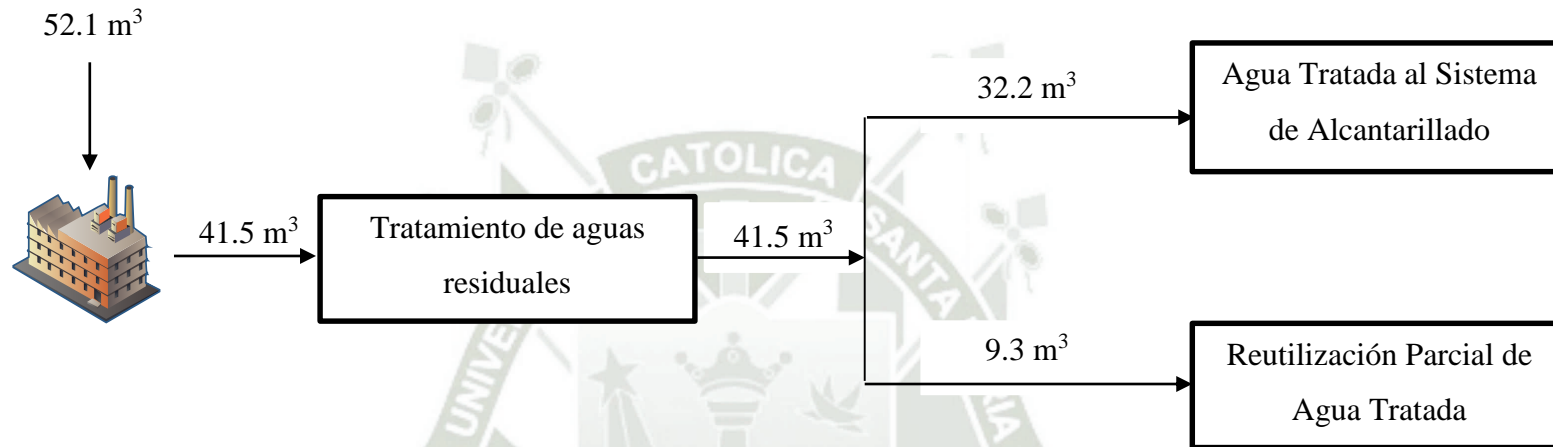 52.1 m³
32.2 m³
Agua Tratada al Sistema
de Alcantarillado
41.5 m³
Tratamiento de aguas
residuales
41.5 m³
9.3 m³
Reutilización Parcial de
Agua Tratada
CATOLICA
SANTA